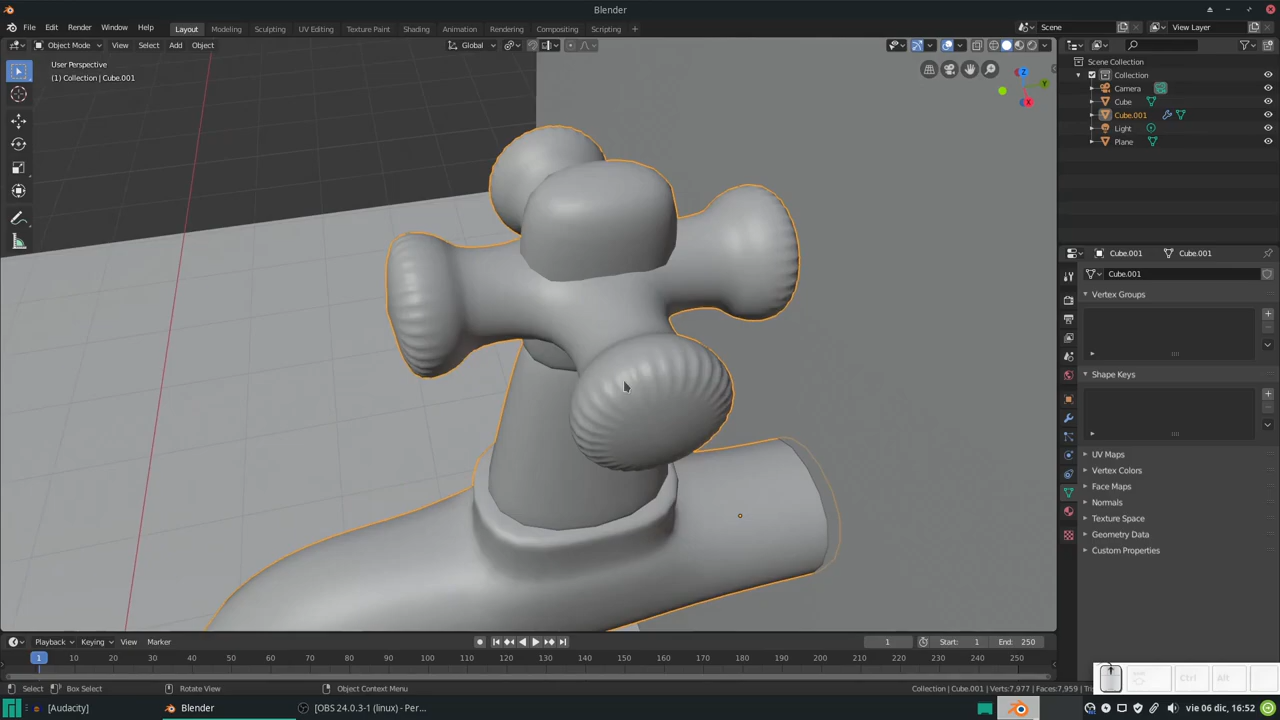 Blender
File Edit Render Window Help
Layout Modeling Sculpting UV Editing Texture Paint Shading Animation Rendering Compositing Scripting +
Scene
View Layer
Object Mode View Select Add Object
Global
User Perspective
(1) Collection | Cube.001
Z
Y
X
Scene Collection
Collection
Camera
Cube
Cube.001
Light
Plane
Cube.001
Cube.001
Cube.001
Vertex Groups
Shape Keys
UV Maps
Vertex Colors
Face Maps
Normals
Texture Space
Geometry Data
Custom Properties
Playback Keying View Marker
1
Start: 1
End: 250
1 10 20 30 40 50 60 70 80 90 100 110 120 130 140 150 160 170 180 190 200 210 220 230 240 250
Select Box Select Rotate View Object Context Menu
Collection | Cube.001 | Verts:7,977 | Faces:7,959 | Tri
Ctrl Alt
[Audacity] Blender [OBS 24.0.3-1 (linux) - Per...
vie 06 dic, 16:52